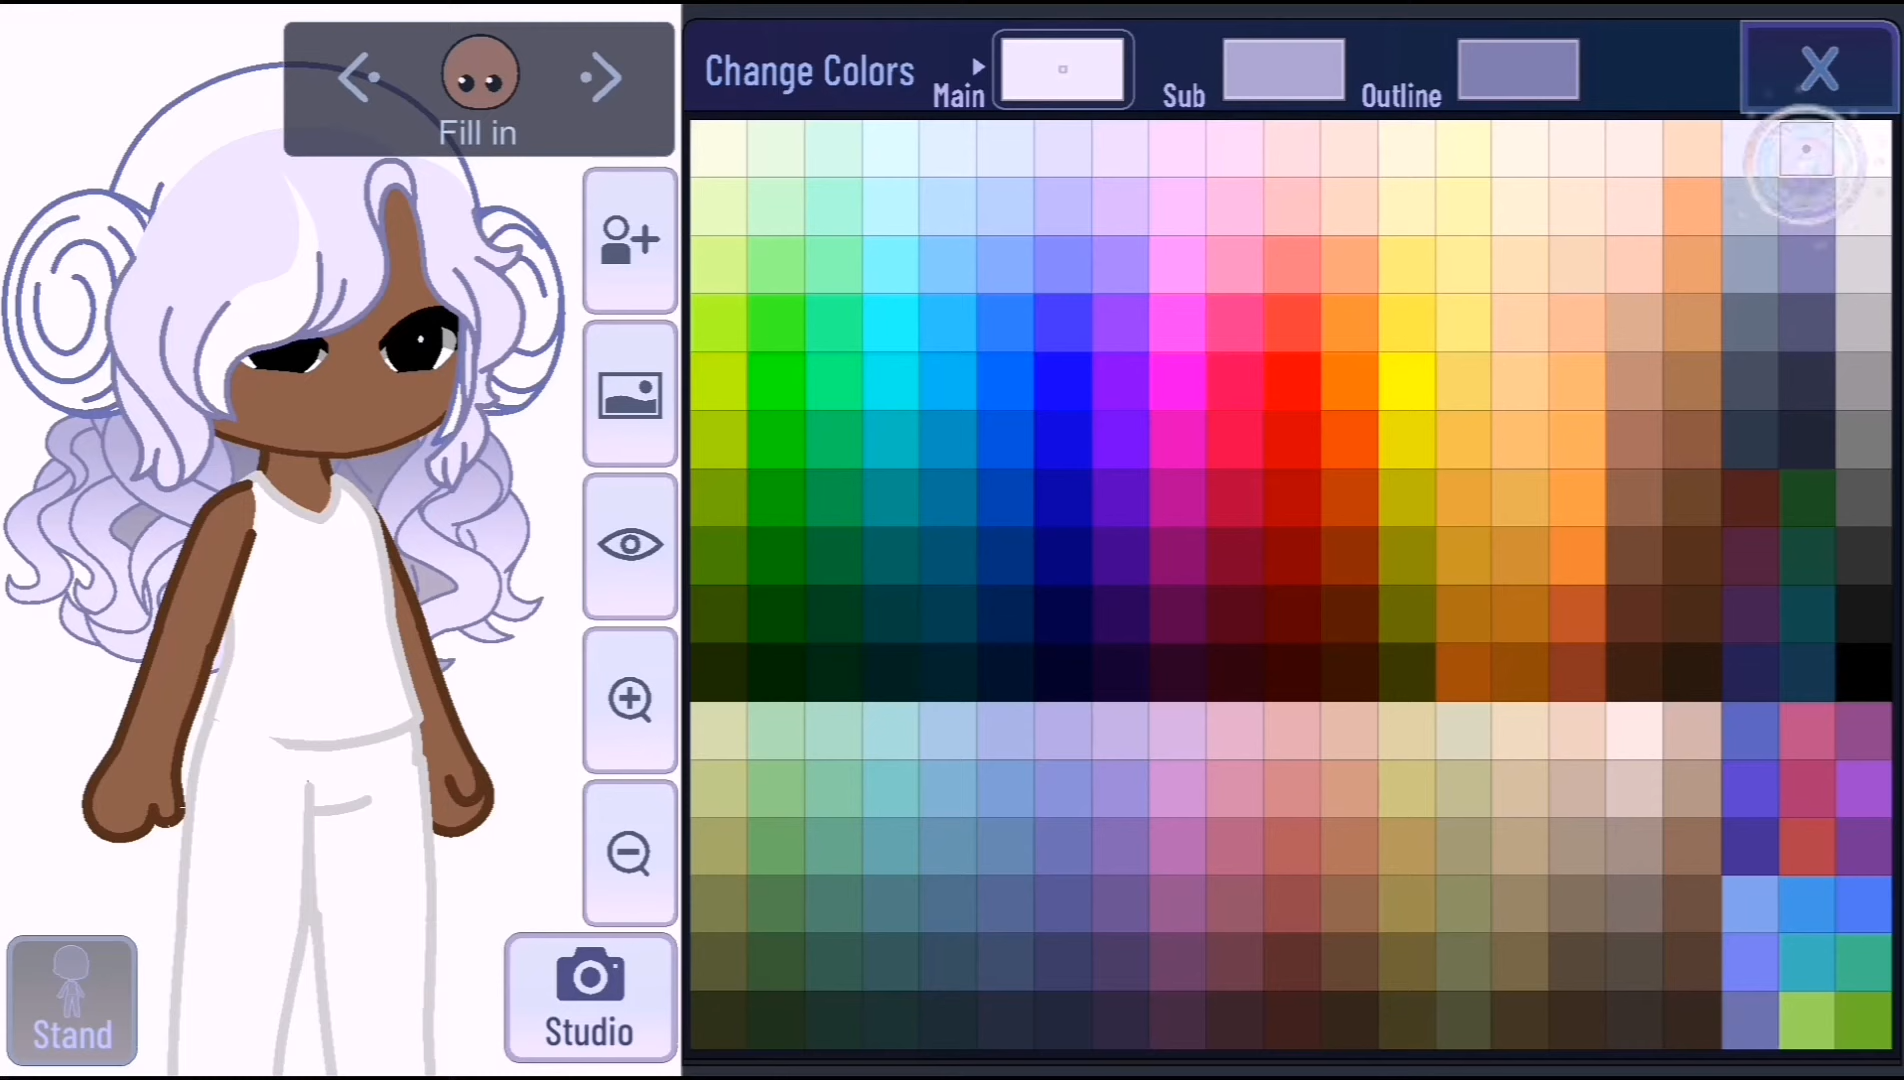 Fill in
Change Colors
Main
Sub
Outline
X
Stand
Studio